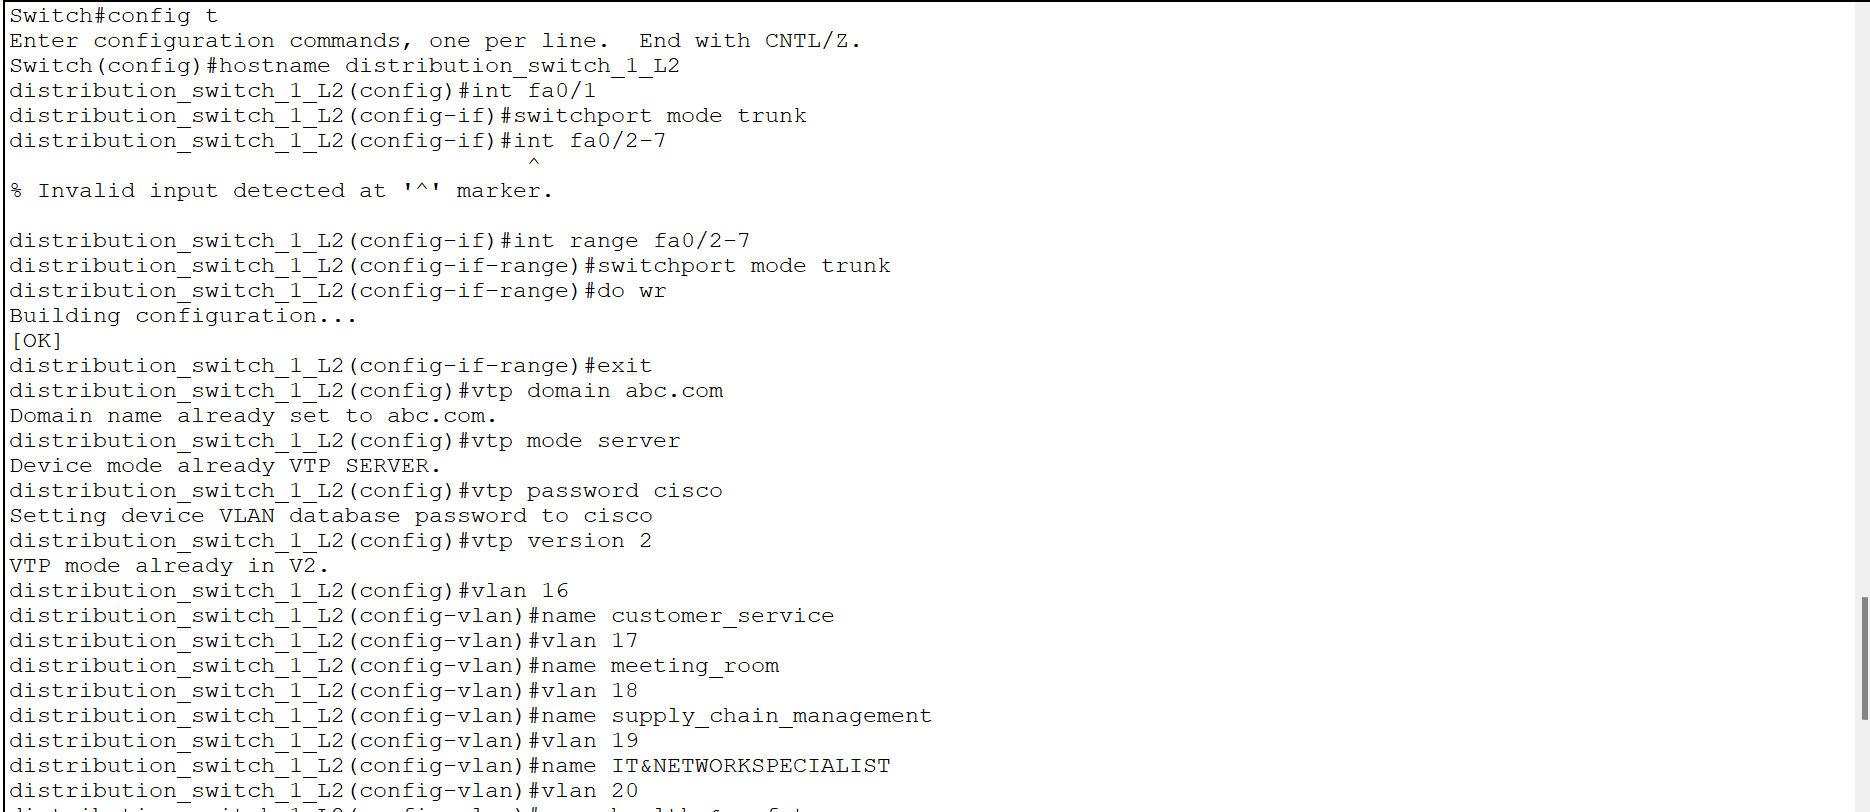 Switch#config t
Enter configuration commands, one per line.  End with CNTL/Z.
Switch(config)#hostname distribution_switch_1_L2
distribution_switch_1_L2(config)#int fa0/1
distribution_switch_1_L2(config-if)#switchport mode trunk
distribution_switch_1_L2(config-if)#int fa0/2-7
^
% Invalid input detected at '^' marker.
distribution_switch_1_L2(config-if)#int range fa0/2-7
distribution_switch_1_L2(config-if-range)#switchport mode trunk
distribution_switch_1_L2(config-if-range)#do wr
Building configuration...
[OK]
distribution_switch_1_L2(config-if-range)#exit
distribution_switch_1_L2(config)#vtp domain abc.com
Domain name already set to abc.com.
distribution_switch_1_L2(config)#vtp mode server
Device mode already VTP SERVER.
distribution_switch_1_L2(config)#vtp password cisco
Setting device VLAN database password to cisco
distribution_switch_1_L2(config)#vtp version 2
VTP mode already in V2.
distribution_switch_1_L2(config)#vlan 16
distribution_switch_1_L2(config-vlan)#name customer_service
distribution_switch_1_L2(config-vlan)#vlan 17
distribution_switch_1_L2(config-vlan)#name meeting_room
distribution_switch_1_L2(config-vlan)#vlan 18
distribution_switch_1_L2(config-vlan)#name supply_chain_management
distribution_switch_1_L2(config-vlan)#vlan 19
distribution_switch_1_L2(config-vlan)#name IT&NETWORKSPECIALIST
distribution_switch_1_L2(config-vlan)#vlan 20